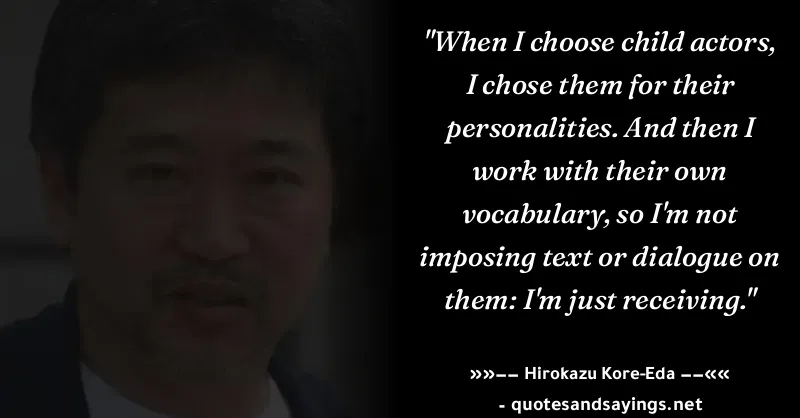 "When I choose child actors,
I chose them for their
personalities. And then I
work with their own
vocabulary, so I'm not
imposing text or dialogue on
them: I'm just receiving."
»»–– Hirokazu Kore-Eda ––««
- quotesandsayings.net